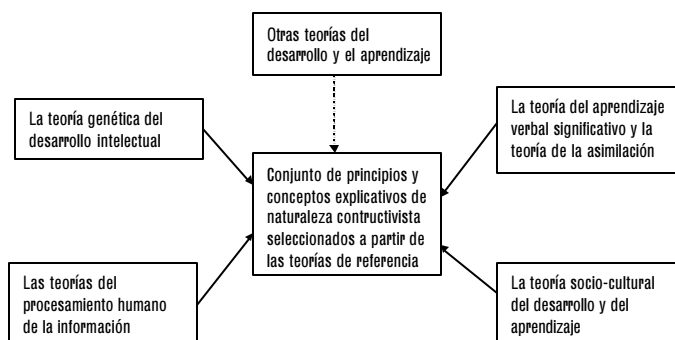 Otras teorías del
desarrollo y el aprendizaje
La teoría genética del
desarrollo intelectual
La teoría del aprendizaje
verbal significativo y la
teoría de la asimilación
Conjunto de principios y
conceptos explicativos de
naturaleza contructivista
seleccionados a partir de
las teorías de referencia
Las teorías del
procesamiento humano
de la información
La teoría socio-cultural
del desarrollo y del
aprendizaje